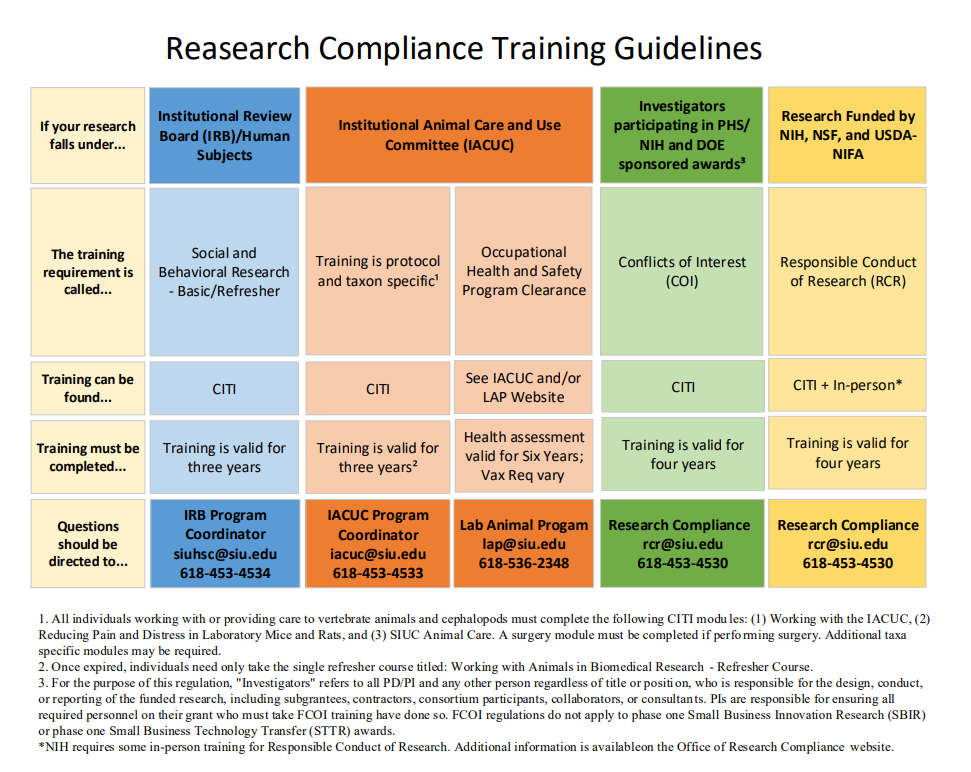 Reasearch Compliance Training Guidelines
If your research
falls under...
Institutional Review
Board (IRB)/Human
Subjects
Institutional Animal Care and Use
Committee (IACUC)
Investigators
participating in PHS/
NIH and DOE
sponsored awards³
Research Funded by
NIH, NSF, and USDA-
NIFA
The training
requirement is
called...
Social and
Behavioral Research
- Basic/Refresher
Training is protocol
and taxon specific¹
Occupational
Health and Safety
Program Clearance
Conflicts of Interest
(COI)
Responsible Conduct
of Research (RCR)
Training can be
found...
CITI
CITI
See IACUC and/or
LAP Website
CITI
CITI + In-person*
Training must be
completed...
Training is valid for
three years
Training is valid for
three years²
Health assessment
valid for Six Years;
Vax Req vary
Training is valid for
four years
Training is valid for
four years
Questions
should be
directed to...
IRB Program
Coordinator
siuhsc@siu.edu
618-453-4534
IACUC Program
Coordinator
iacuc@siu.edu
618-453-4533
Lab Animal Progam
lap@siu.edu
618-536-2348
Research Compliance
rcr@siu.edu
618-453-4530
Research Compliance
rcr@siu.edu
618-453-4530
1. All individuals working with or providing care to vertebrate animals and cephalopods must complete the following CITI modules: (1) Working with the IACUC, (2)
Reducing Pain and Distress in Laboratory Mice and Rats, and (3) SIUC Animal Care. A surgery module must be completed if performing surgery. Additional taxa
specific modules may be required.
2. Once expired, individuals need only take the single refresher course titled: Working with Animals in Biomedical Research - Refresher Course.
3. For the purpose of this regulation, "Investigators" refers to all PD/PI and any other person regardless of title or position, who is responsible for the design, conduct,
or reporting of the funded research, including subgrantees, contractors, consortium participants, collaborators, or consultants. PIs are responsible for ensuring all
required personnel on their grant who must take FCOI training have done so. FCOI regulations do not apply to phase one Small Business Innovation Research (SBIR)
or phase one Small Business Technology Transfer (STTR) awards.
*NIH requires some in-person training for Responsible Conduct of Research. Additional information is availableon the Office of Research Compliance website.